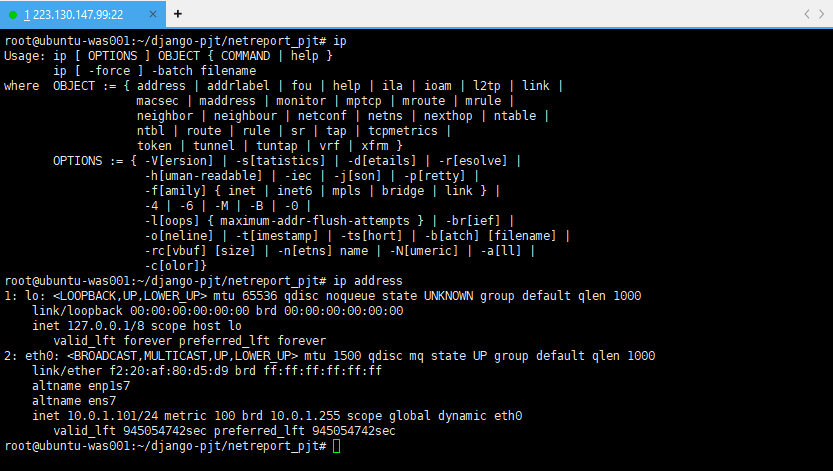 1 223.130.147.99:22 × +
root@ubuntu-was001:~/django-pjt/netreport_pjt# ip
Usage: ip [ OPTIONS ] OBJECT { COMMAND | help }
       ip [ -force ] -batch filename
where  OBJECT := { address | addrlabel | fou | help | ila | ioam | l2tp | link |
                   macsec | maddress | monitor | mptcp | mroute | mrule |
                   neighbor | neighbour | netconf | netns | nexthop | ntable |
                   ntbl | route | rule | sr | tap | tcpmetrics |
                   token | tunnel | tuntap | vrf | xfrm }
       OPTIONS := { -V[ersion] | -s[tatistics] | -d[etails] | -r[esolve] |
                    -h[uman-readable] | -iec | -j[son] | -p[retty] |
                    -f[amily] { inet | inet6 | mpls | bridge | link } |
                    -4 | -6 | -M | -B | -0 |
                    -l[oops] { maximum-addr-flush-attempts } | -br[ief] |
                    -o[neline] | -t[imestamp] | -ts[hort] | -b[atch] [filename] |
                    -rc[vbuf] [size] | -n[etns] name | -N[umeric] | -a[ll] |
                    -c[olor]}
root@ubuntu-was001:~/django-pjt/netreport_pjt# ip address
1: lo: <LOOPBACK,UP,LOWER_UP> mtu 65536 qdisc noqueue state UNKNOWN group default qlen 1000
    link/loopback 00:00:00:00:00:00 brd 00:00:00:00:00:00
    inet 127.0.0.1/8 scope host lo
       valid_lft forever preferred_lft forever
2: eth0: <BROADCAST,MULTICAST,UP,LOWER_UP> mtu 1500 qdisc mq state UP group default qlen 1000
    link/ether f2:20:af:80:d5:d9 brd ff:ff:ff:ff:ff:ff
    altname enp1s7
    altname ens7
    inet 10.0.1.101/24 metric 100 brd 10.0.1.255 scope global dynamic eth0
       valid_lft 945054742sec preferred_lft 945054742sec
root@ubuntu-was001:~/django-pjt/netreport_pjt#